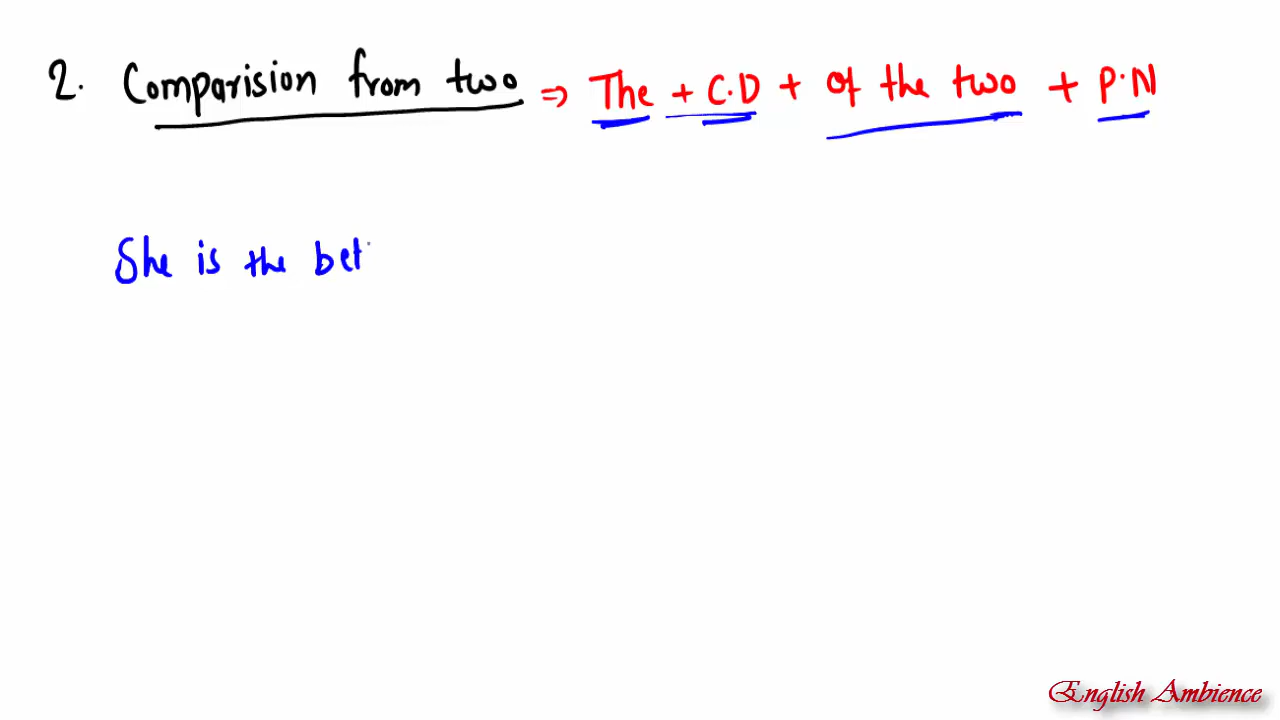 2. Comparision from two ⇒ The + C.D + of the two + P.N
She is the bet
English Ambience